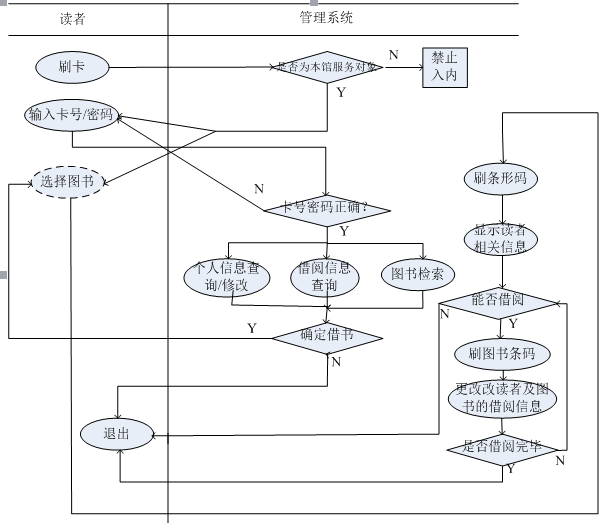 读者
管理系统
刷卡
是否为本馆服务对象
N
禁止
入内
Y
输入卡号/密码
选择图书
刷条形码
N
卡号密码正确?
Y
显示读者
相关信息
个人信息查
询/修改
借阅信息
查询
图书检索
能否借阅
N
Y
Y
确定借书
N
刷图书条码
更改改读者及图
书的借阅信息
退出
是否借阅完毕
Y
N